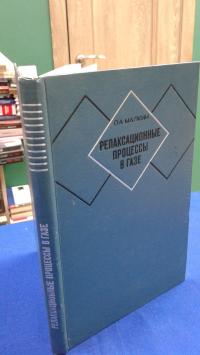 О.А. МАЛКИН
РЕЛАКСАЦИОННЫЕ
ПРОЦЕССЫ
В ГАЗЕ
РЕЛАКСАЦИОННЫЕ ПРОЦЕССЫ В ГАЗЕ